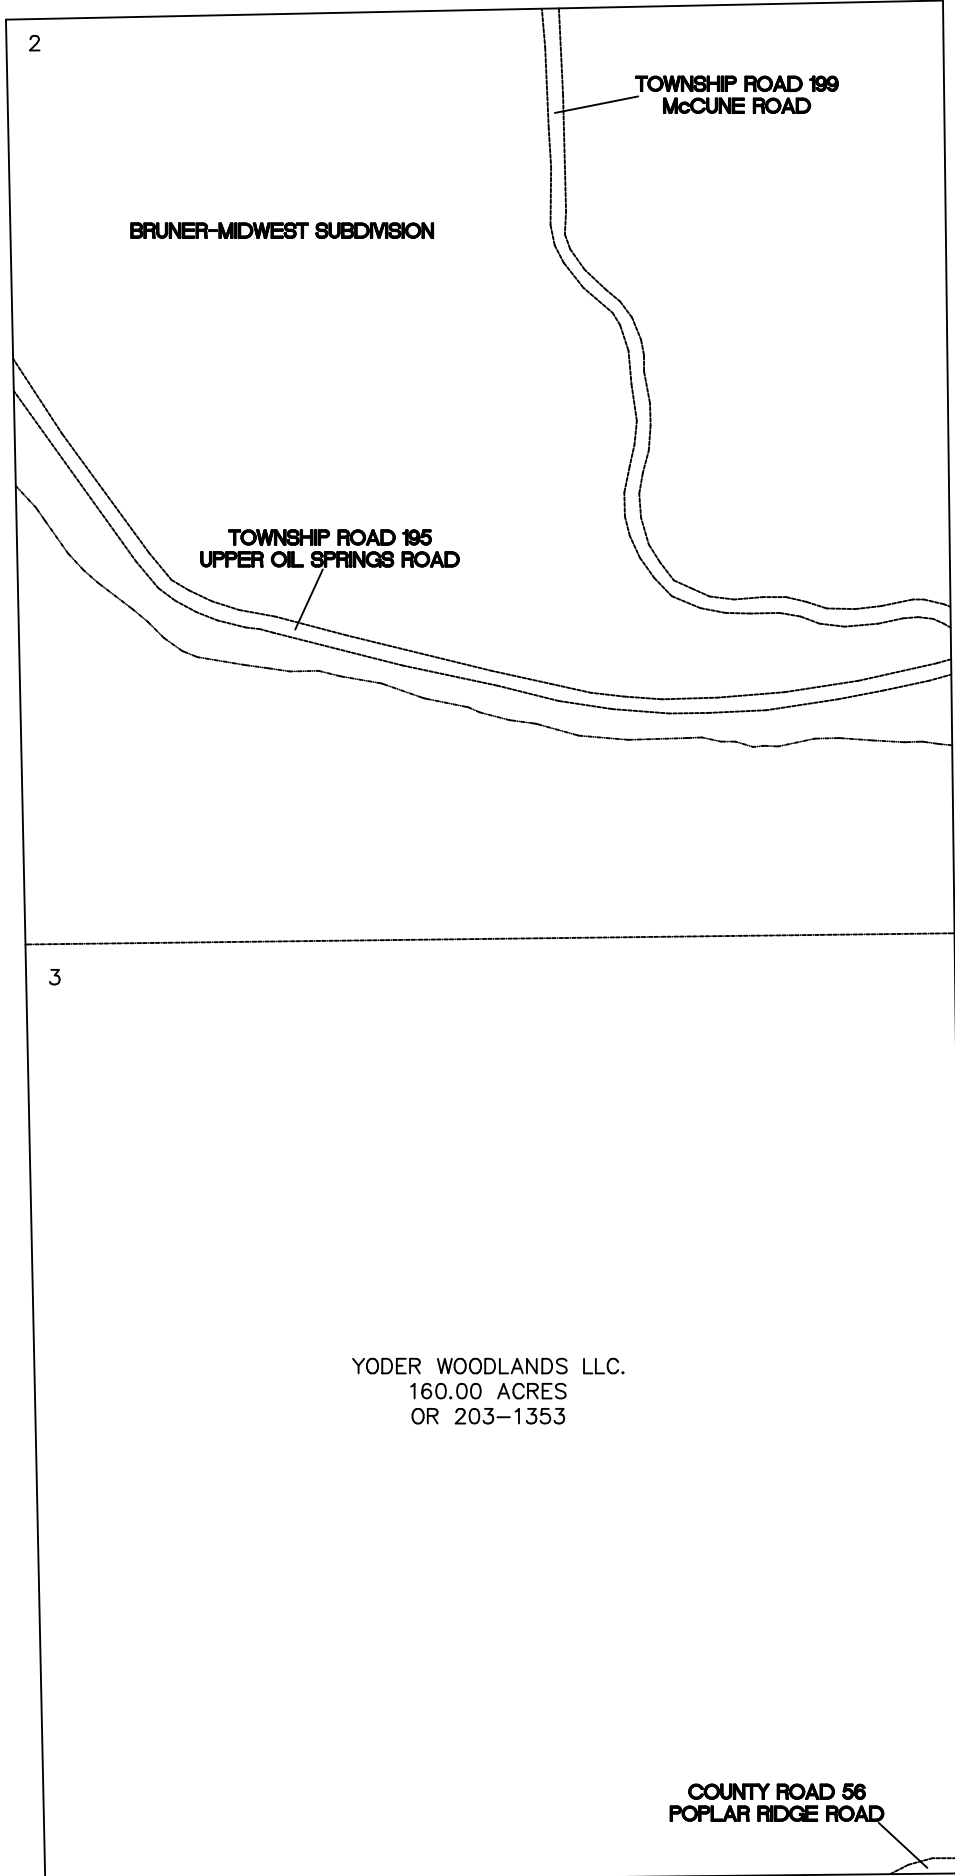 2
TOWNSHIP ROAD 199
McCUNE ROAD
BRUNER-MIDWEST SUBDIVISION
TOWNSHIP ROAD 195
UPPER OIL SPRINGS ROAD
3
YODER WOODLANDS LLC.
160.00 ACRES
OR 203-1353
COUNTY ROAD 56
POPLAR RIDGE ROAD